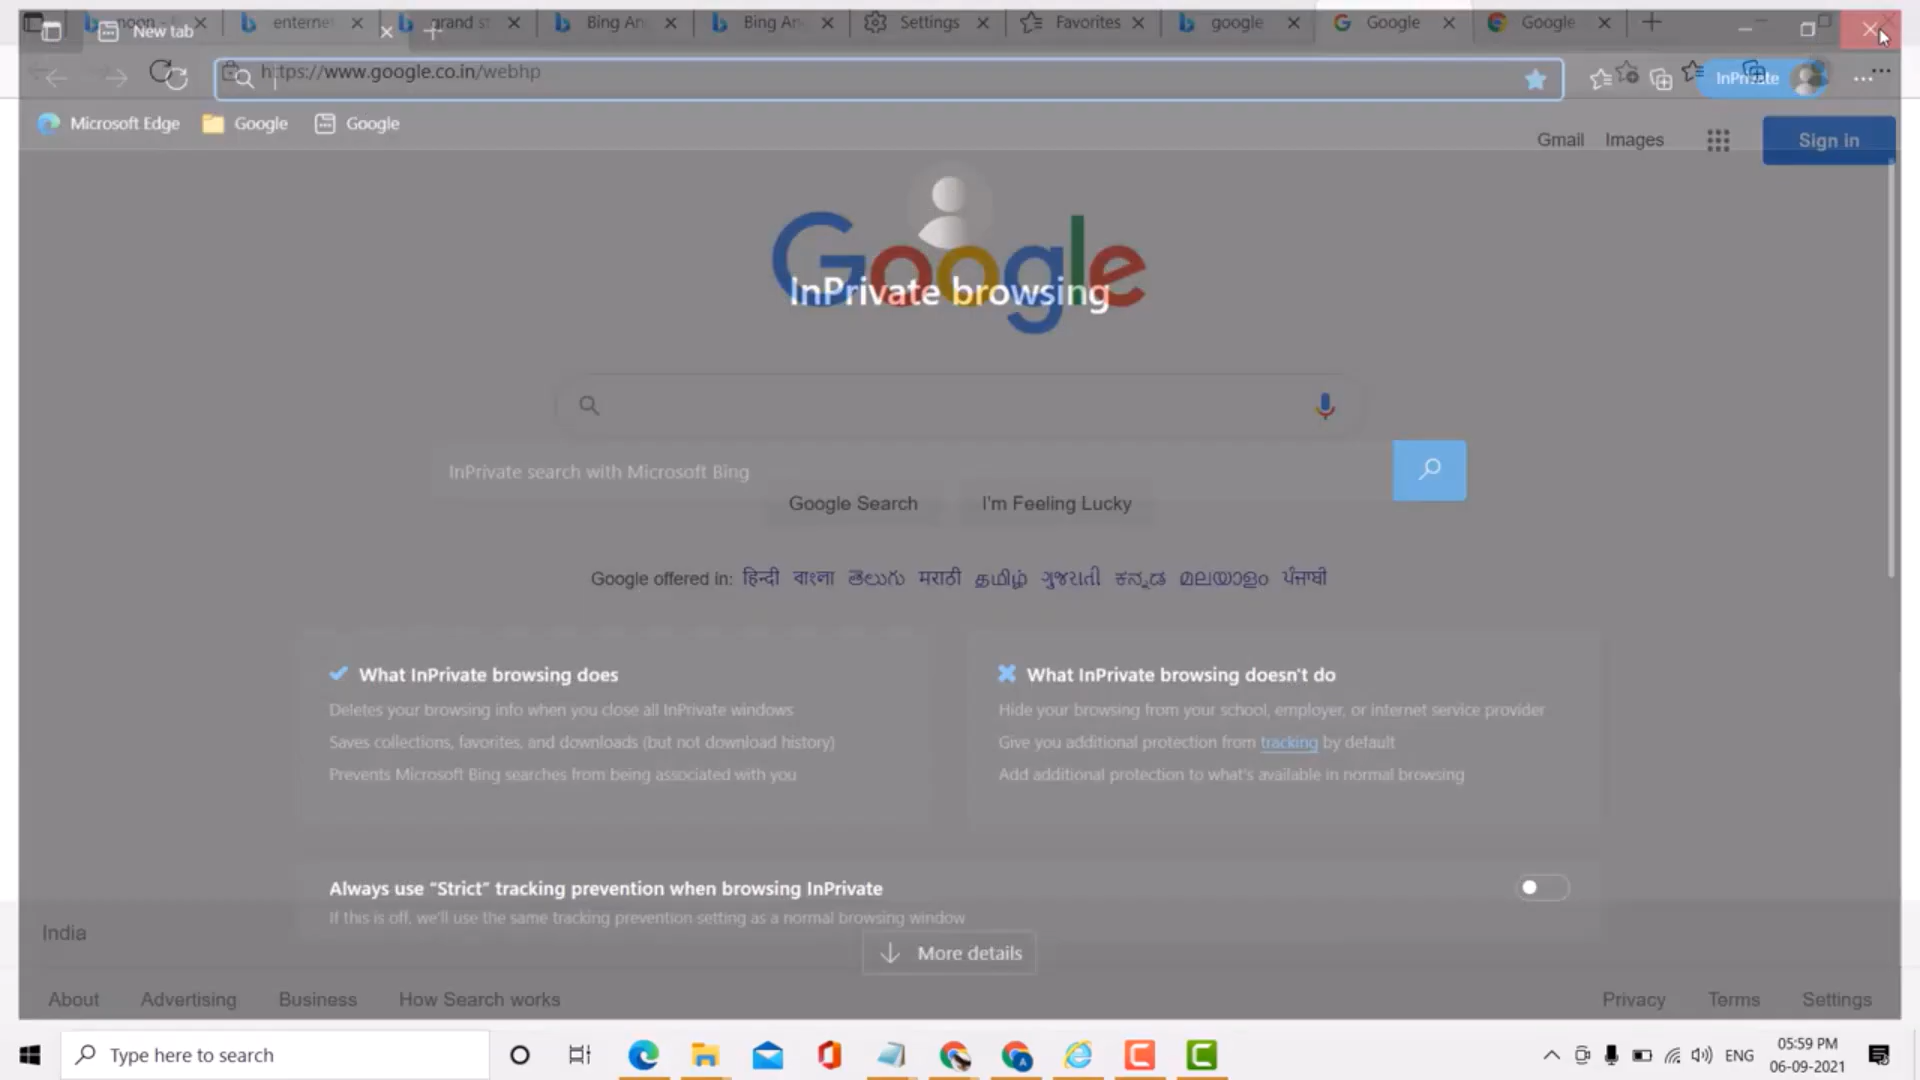 moon - New tab enterne grand st Bing An Bing An Settings Favorites google Google Google
https://www.google.co.in/webhp
InPrivate
Microsoft Edge Google Google
Gmail Images Sign in
Google
InPrivate browsing
InPrivate search with Microsoft Bing
Google Search I'm Feeling Lucky
Google offered in: हिन्दी বাংলা తెలుగు मराठी தமிழ் ગુજરાતી ಕನ್ನಡ മലയാളം ਪੰਜਾਬੀ
What InPrivate browsing does
Deletes your browsing info when you close all InPrivate windows
Saves collections, favorites, and downloads (but not download history)
Prevents Microsoft Bing searches from being associated with you
What InPrivate browsing doesn't do
Hide your browsing from your school, employer, or internet service provider
Give you additional protection from tracking by default
Add additional protection to what's available in normal browsing
Always use “Strict” tracking prevention when browsing InPrivate
If this is off, we'll use the same tracking prevention setting as a normal browsing window
India
More details
About Advertising Business How Search works Privacy Terms Settings
Type here to search
ENG
05:59 PM
06-09-2021